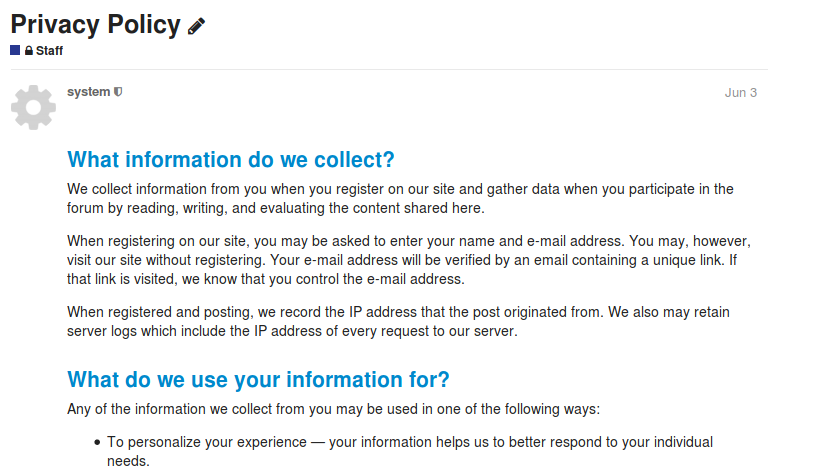 Privacy Policy
Staff
system
Jun 3
What information do we collect?
We collect information from you when you register on our site and gather data when you participate in the
forum by reading, writing, and evaluating the content shared here.
When registering on our site, you may be asked to enter your name and e-mail address. You may, however,
visit our site without registering. Your e-mail address will be verified by an email containing a unique link. If
that link is visited, we know that you control the e-mail address.
When registered and posting, we record the IP address that the post originated from. We also may retain
server logs which include the IP address of every request to our server.
What do we use your information for?
Any of the information we collect from you may be used in one of the following ways:
• To personalize your experience — your information helps us to better respond to your individual
needs.